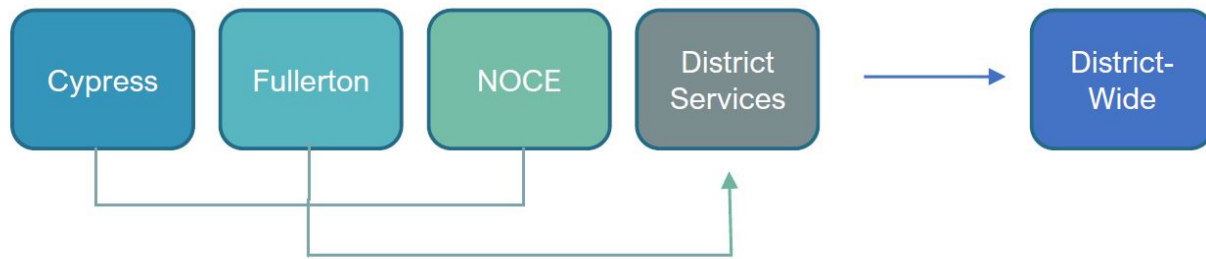 Cypress
Fullerton
NOCE
District
Services
District-
Wide